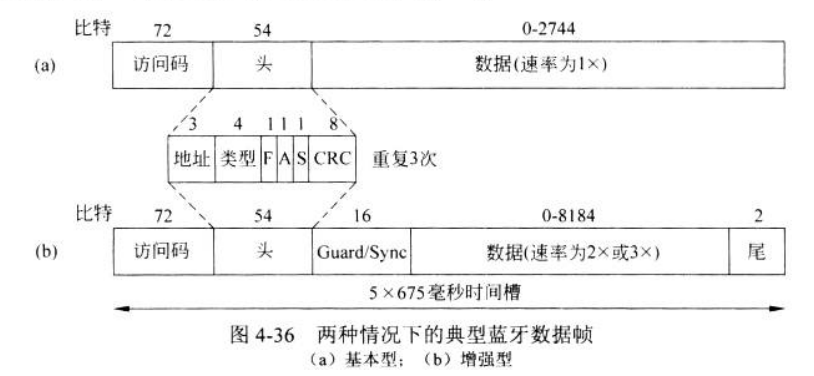 比特 72 54 0-2744
(a) 访问码 头 数据(速率为1×)
3 4 1 1 1 8
地址 类型 F A S CRC 重复3次
比特 72 54 16 0-8184 2
(b) 访问码 头 Guard/Sync 数据(速率为2×或3×) 尾
5×675毫秒时间槽
图 4-36 两种情况下的典型蓝牙数据帧
(a) 基本型; (b) 增强型